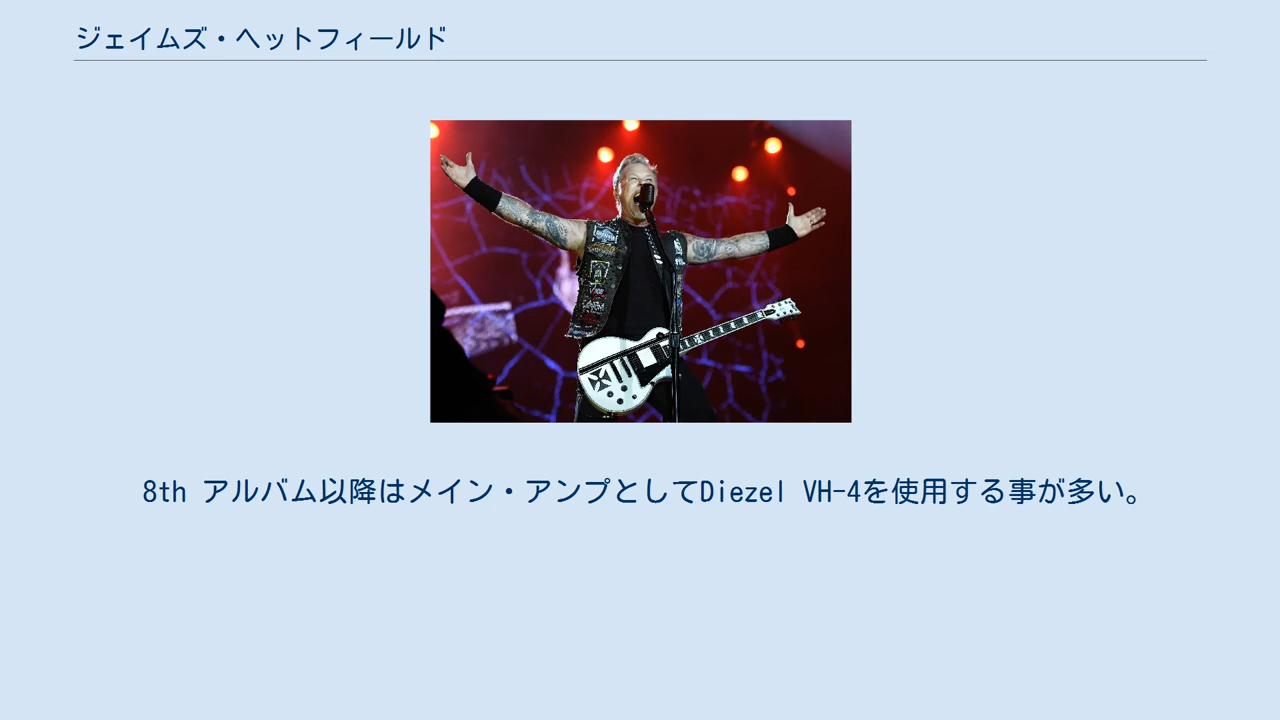 ジェイムズ・ヘットフィールド
8th アルバム以降はメイン・アンプとしてDiezel VH-4を使用する事が多い。